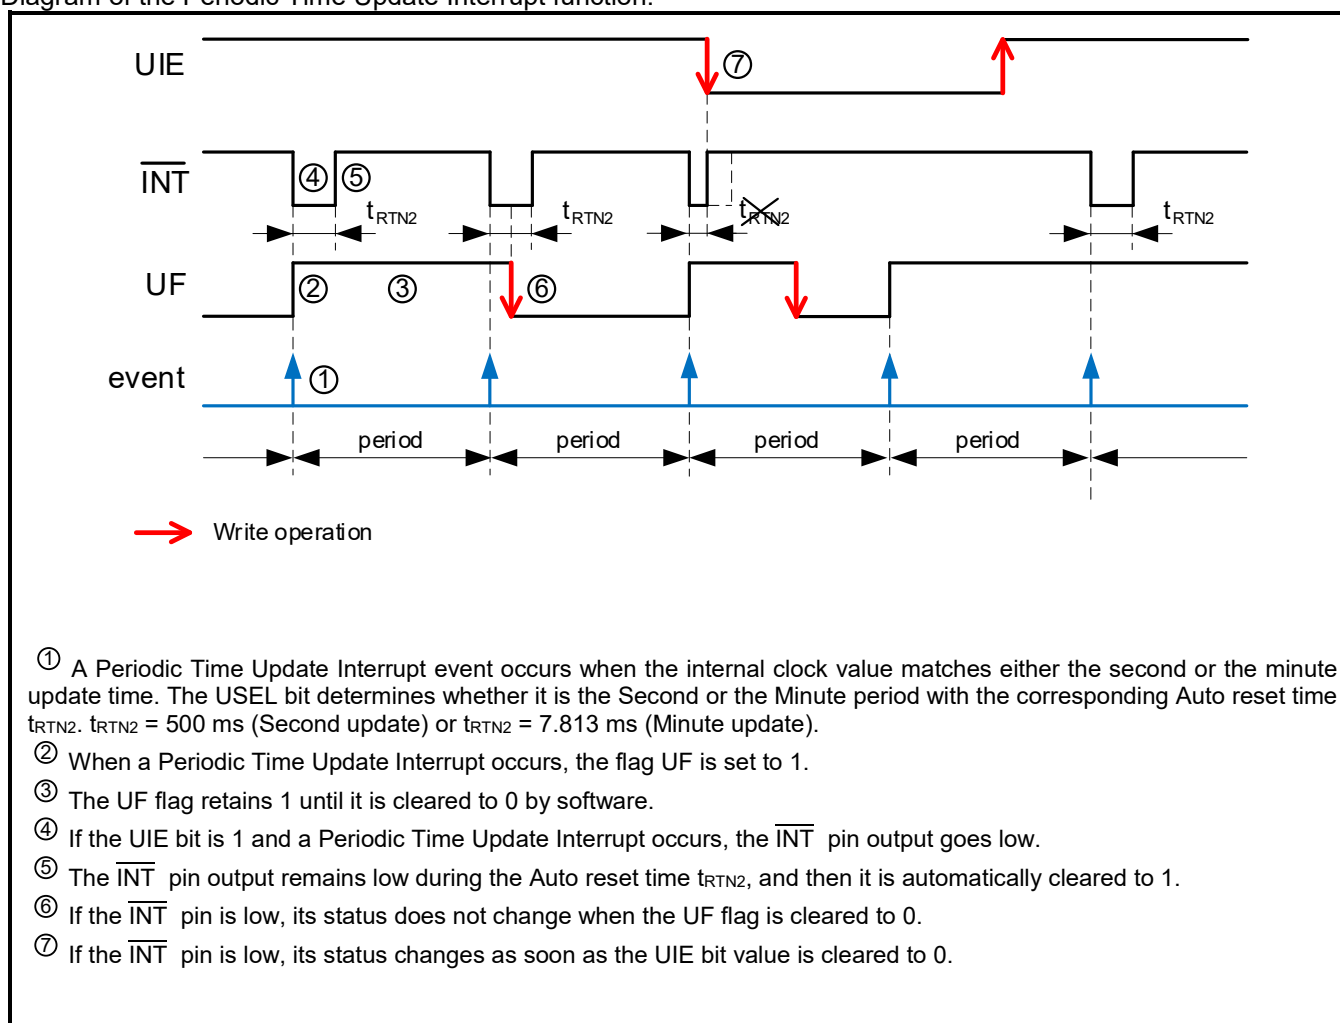 Diagram of the Periodic Time Update Interrupt function:
UIE
⑦
INT
④ ⑤
tRTN2 tRTN2 tRTN2 tRTN2
UF
② ③ ⑥
event
①
period period period period
Write operation
① A Periodic Time Update Interrupt event occurs when the internal clock value matches either the second or the minute
update time. The USEL bit determines whether it is the Second or the Minute period with the corresponding Auto reset time
tRTN2. tRTN2 = 500 ms (Second update) or tRTN2 = 7.813 ms (Minute update).
② When a Periodic Time Update Interrupt occurs, the flag UF is set to 1.
③ The UF flag retains 1 until it is cleared to 0 by software.
④ If the UIE bit is 1 and a Periodic Time Update Interrupt occurs, the INT pin output goes low.
⑤ The INT pin output remains low during the Auto reset time tRTN2, and then it is automatically cleared to 1.
⑥ If the INT pin is low, its status does not change when the UF flag is cleared to 0.
⑦ If the INT pin is low, its status changes as soon as the UIE bit value is cleared to 0.